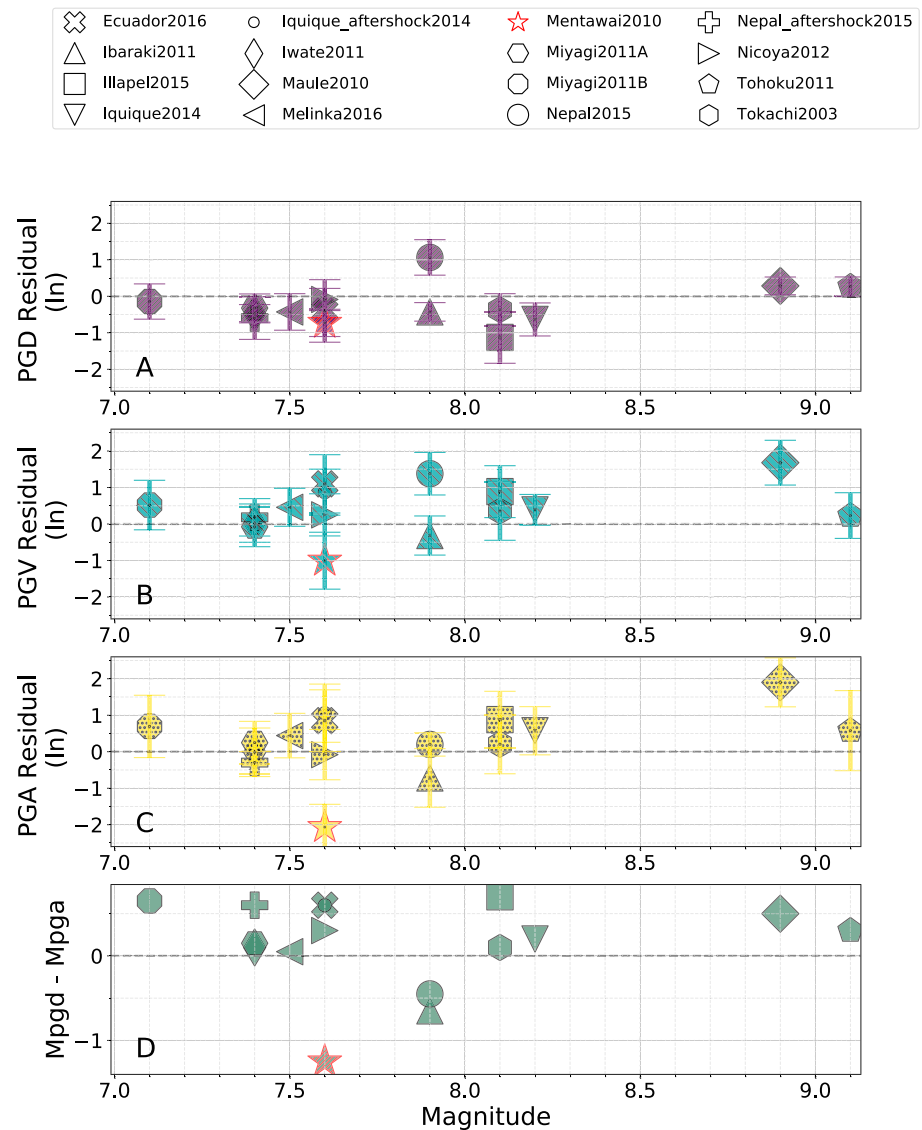 Ecuador2016 Iquique_aftershock2014 Mentawai2010 Nepal_aftershock2015
Ibaraki2011 Iwate2011 Miyagi2011A Nicoya2012
Illapel2015 Maule2010 Miyagi2011B Tohoku2011
Iquique2014 Melinka2016 Nepal2015 Tokachi2003
PGD Residual
(ln)
2
1
0
−1
−2
A
7.0 7.5 8.0 8.5 9.0
PGV Residual
(ln)
2
1
0
−1
−2
B
7.0 7.5 8.0 8.5 9.0
PGA Residual
(ln)
2
1
0
−1
−2
C
7.0 7.5 8.0 8.5 9.0
Mpgd - Mpga
0
−1
D
7.0 7.5 8.0 8.5 9.0
Magnitude